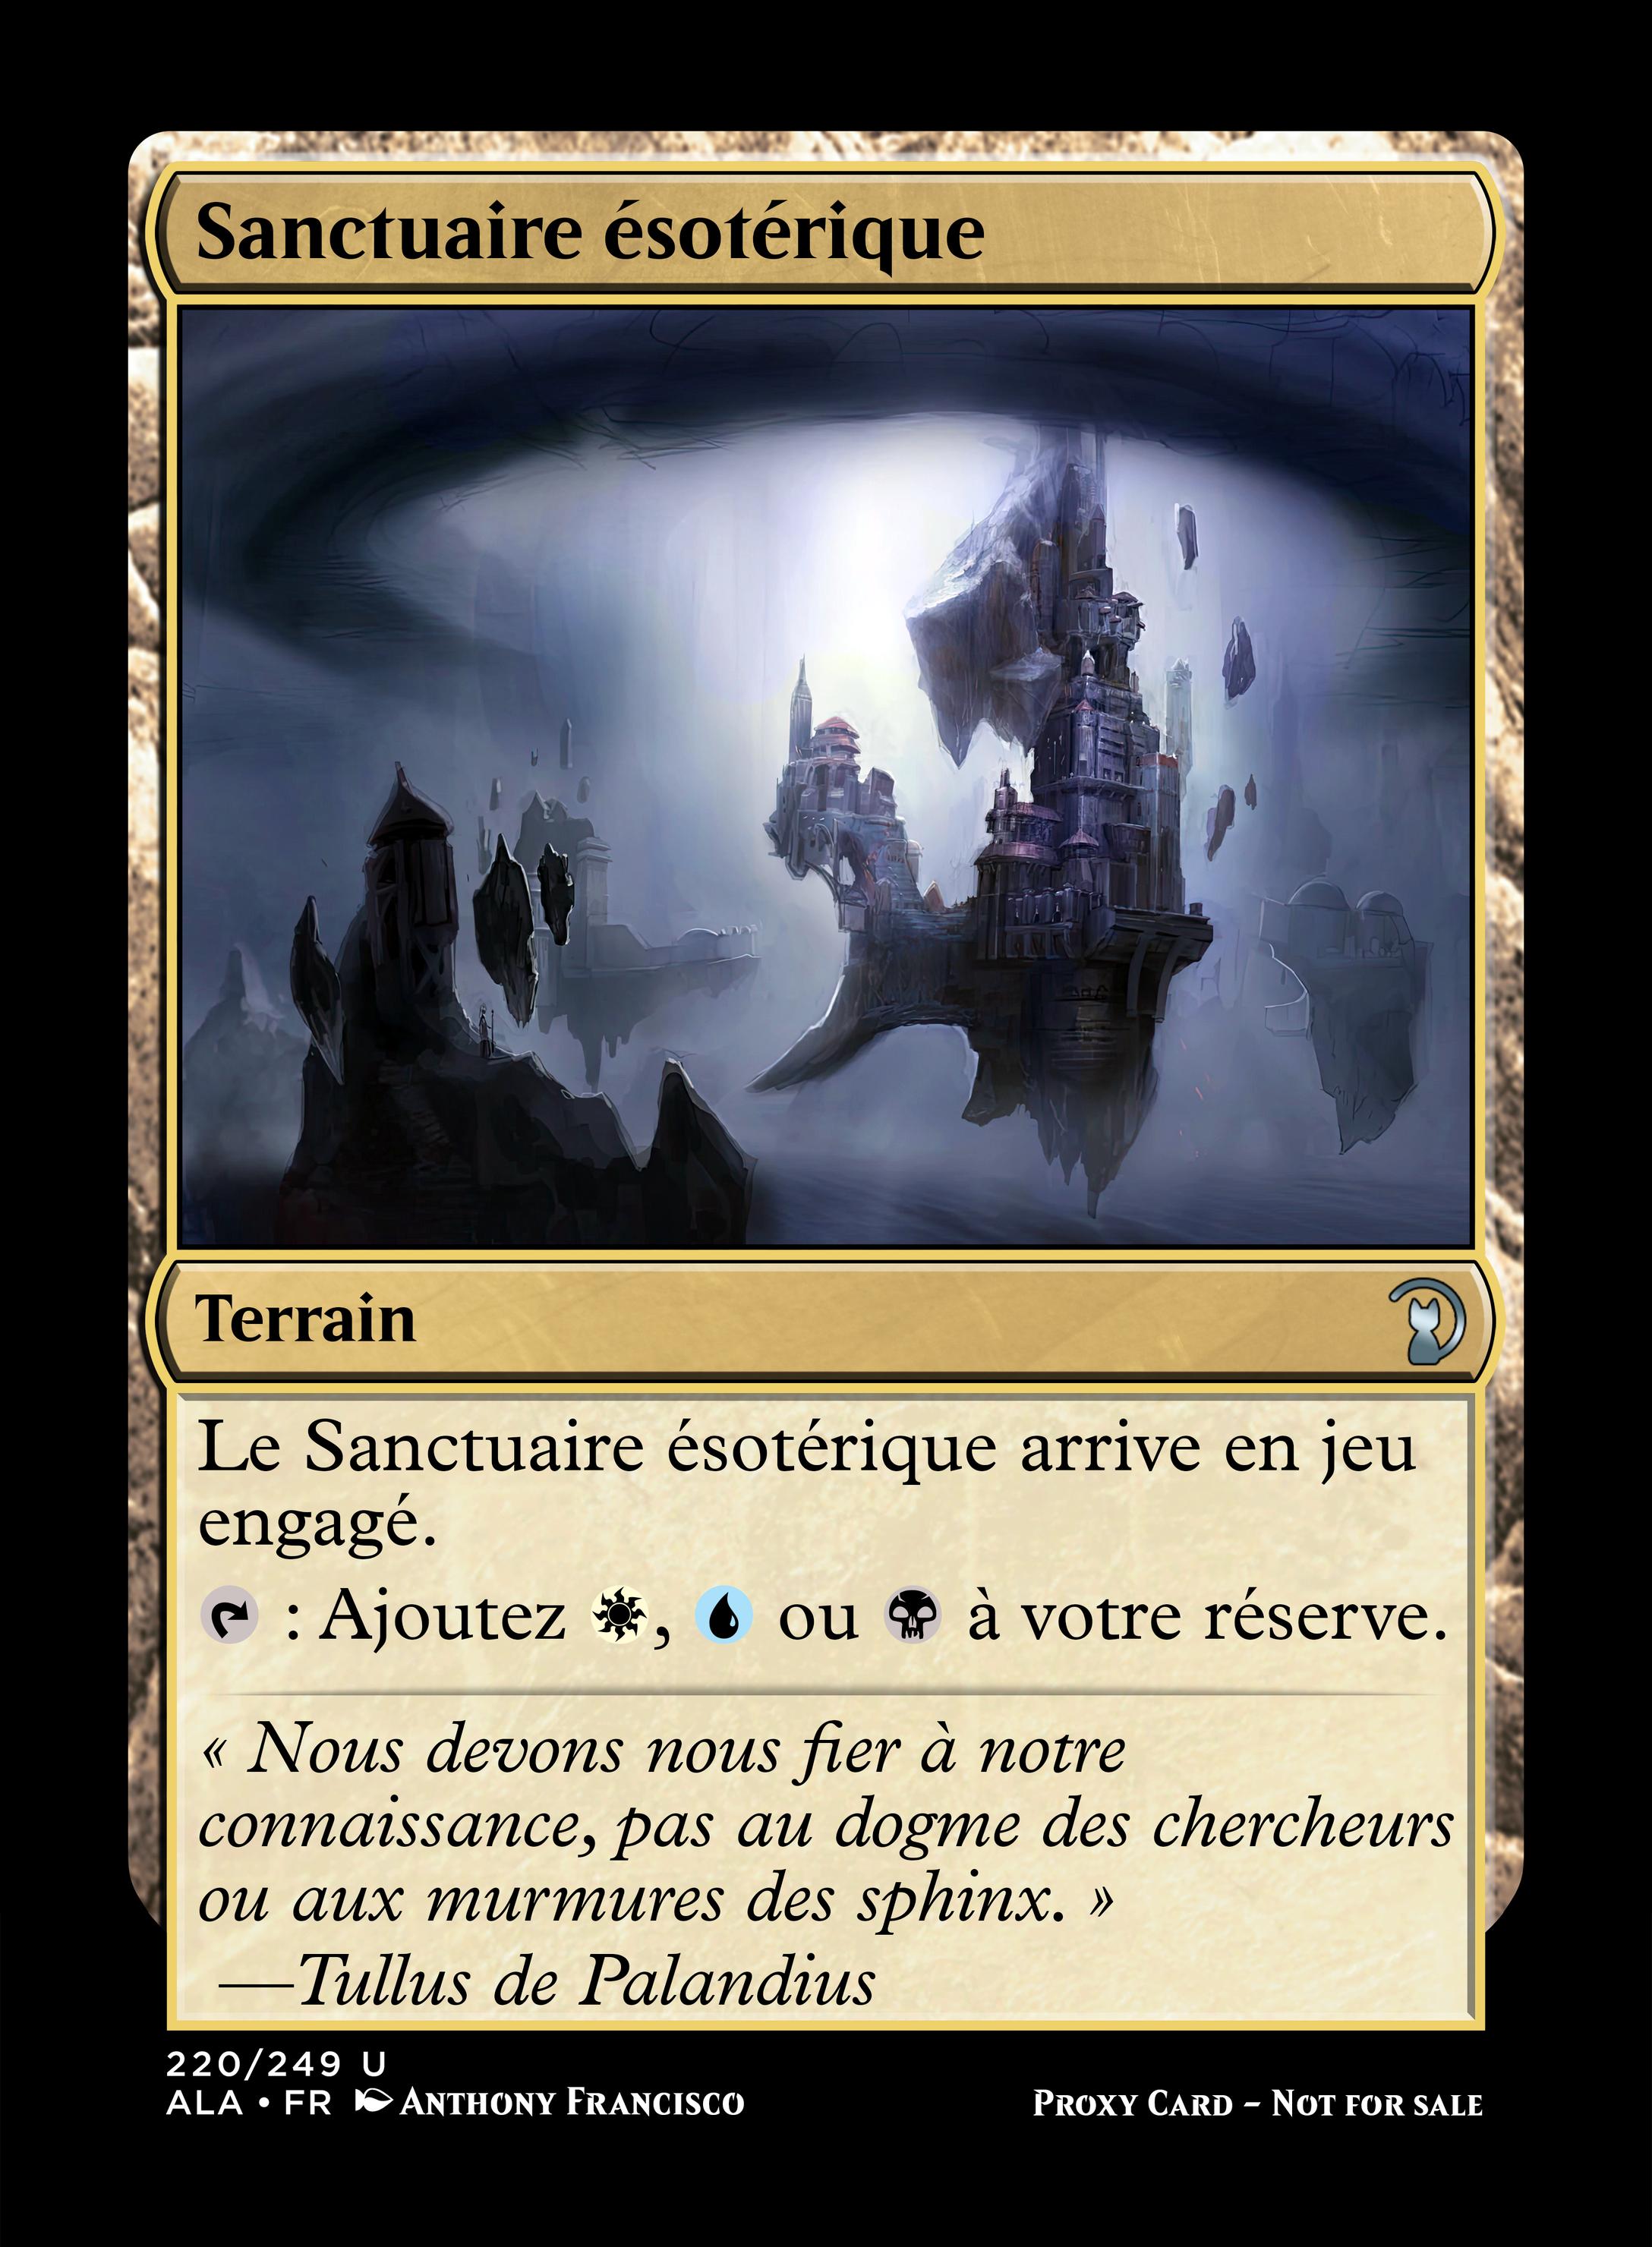 Sanctuaire ésotérique
Terrain
Le Sanctuaire ésotérique arrive en jeu
engagé.
: Ajoutez , ou à votre réserve.
« Nous devons nous fier à notre
connaissance, pas au dogme des chercheurs
ou aux murmures des sphinx. »
—Tullus de Palandius
220/249 U
ALA • FR Anthony Francisco
Proxy Card – Not for sale